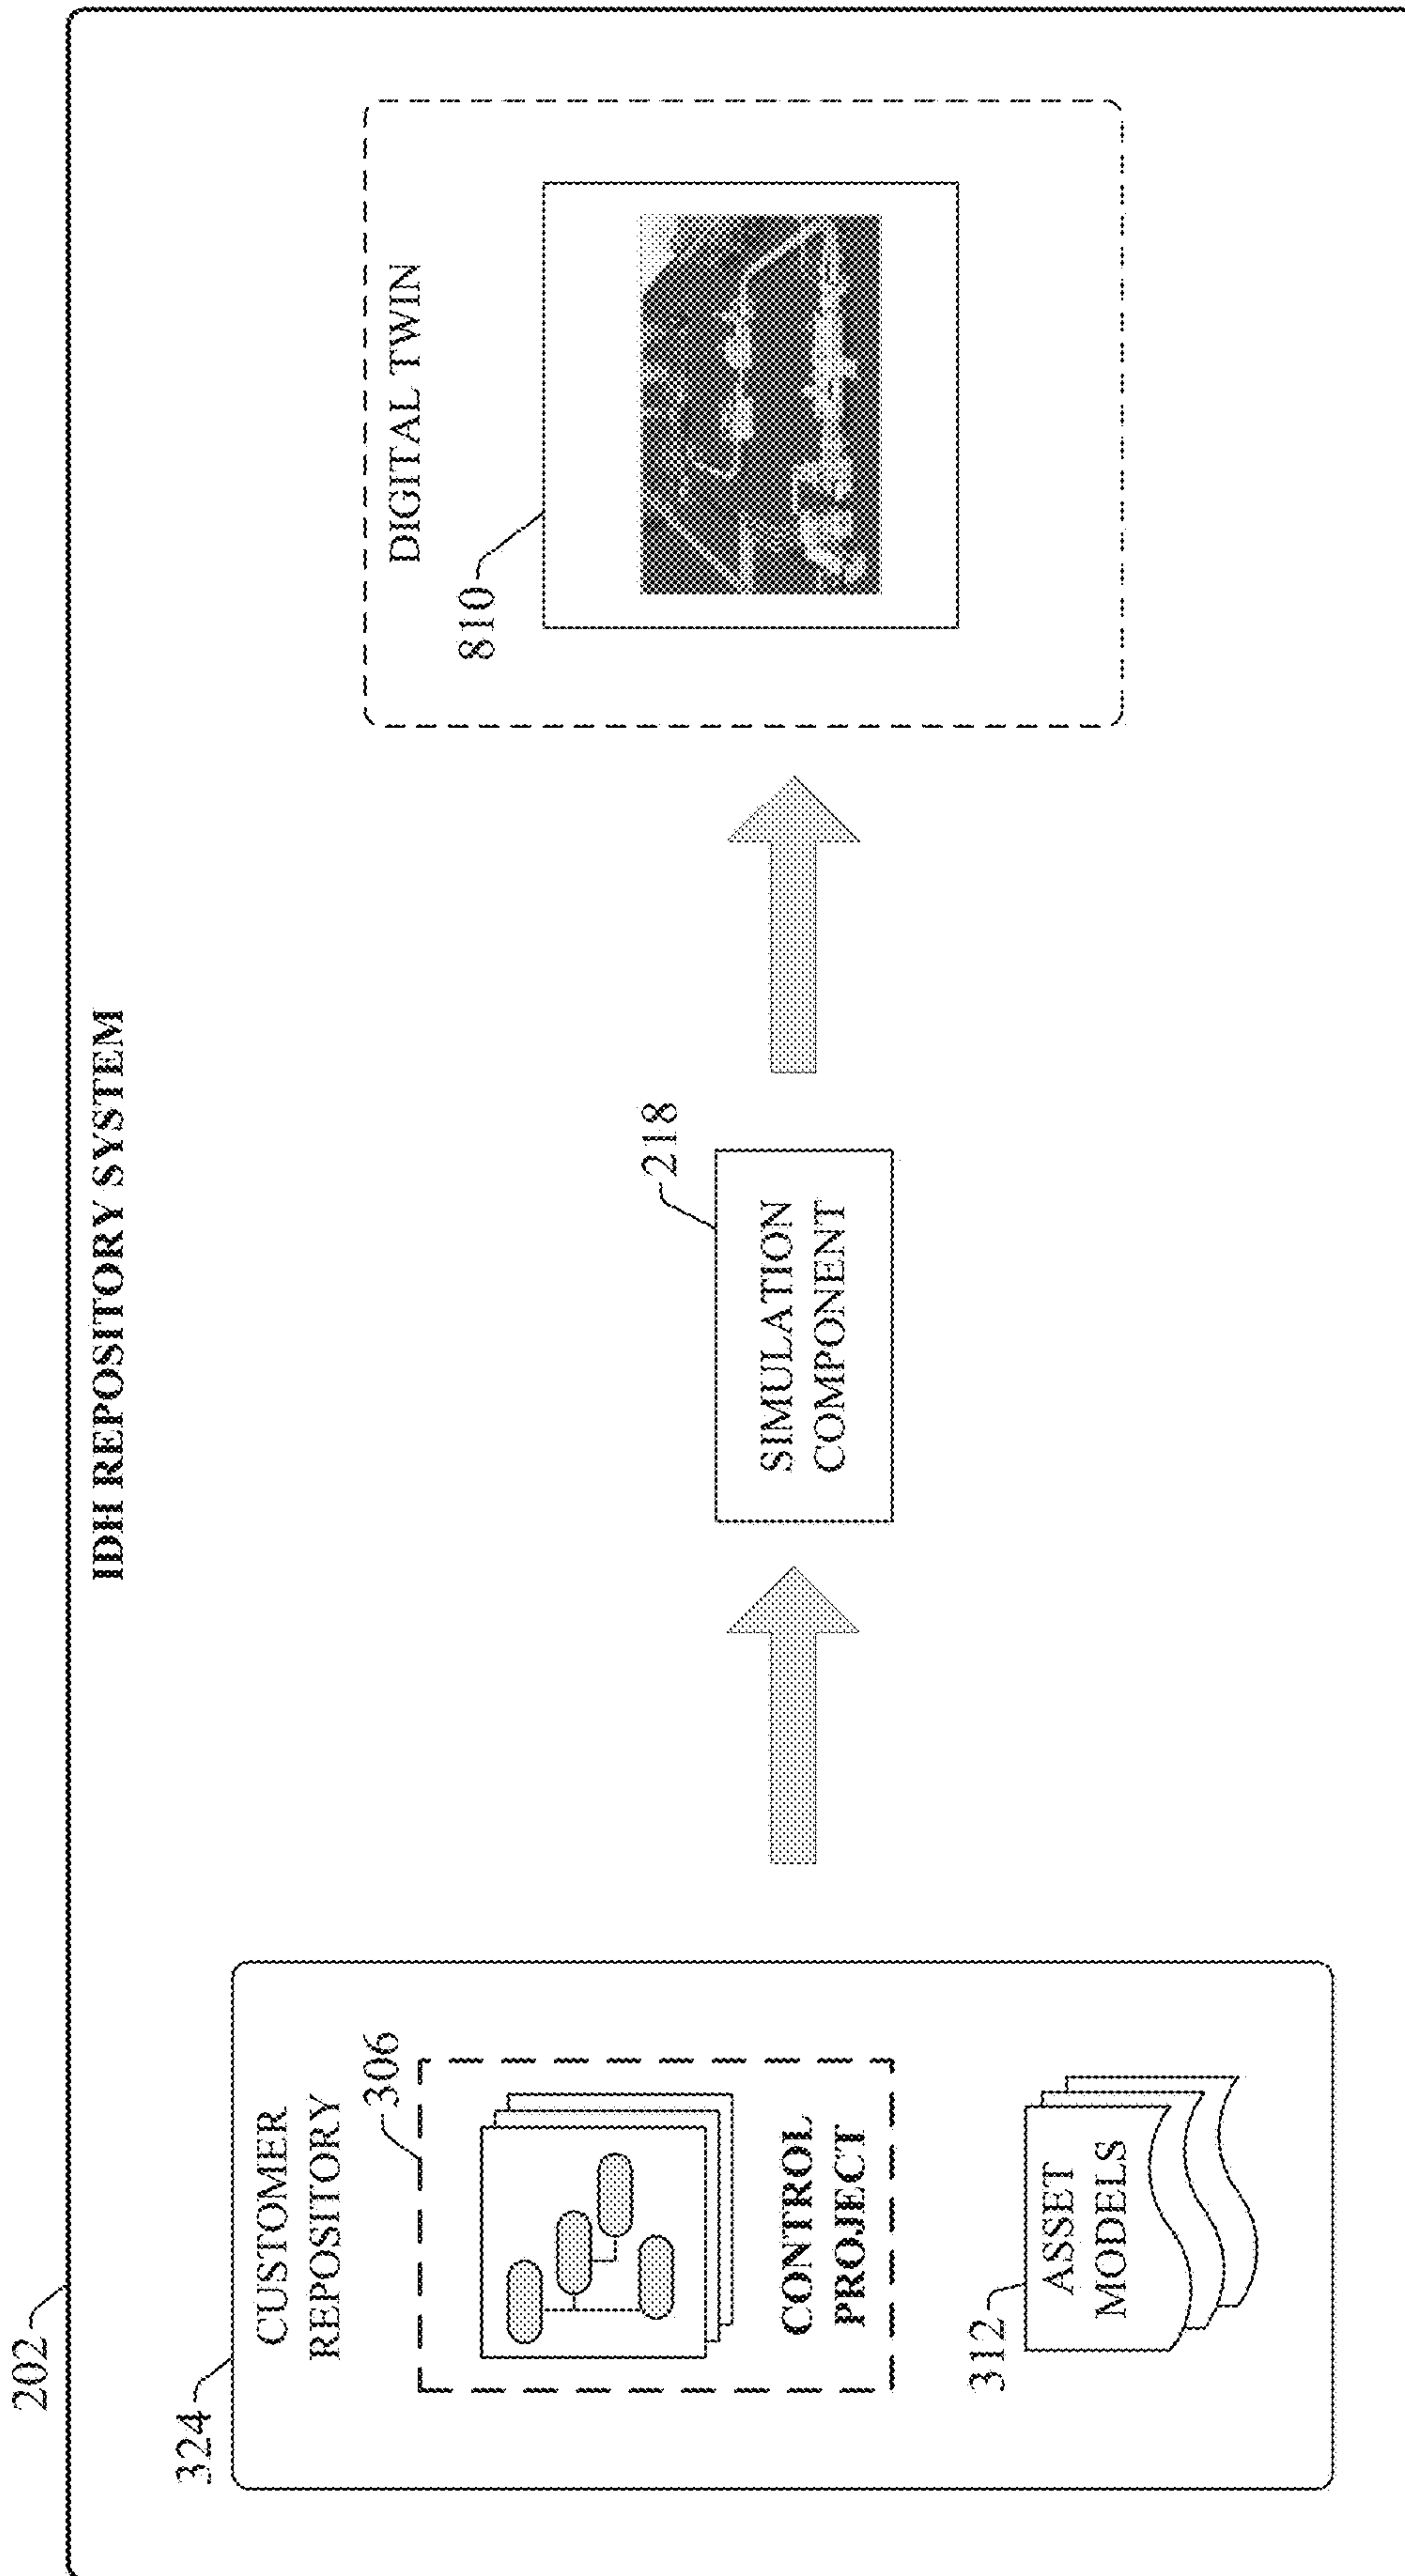 202
IDH REPOSITORY SYSTEM
324
CUSTOMER
REPOSITORY
306
CONTROL
PROJECT
312
ASSET
MODELS
218
SIMULATION
COMPONENT
DIGITAL TWIN
810